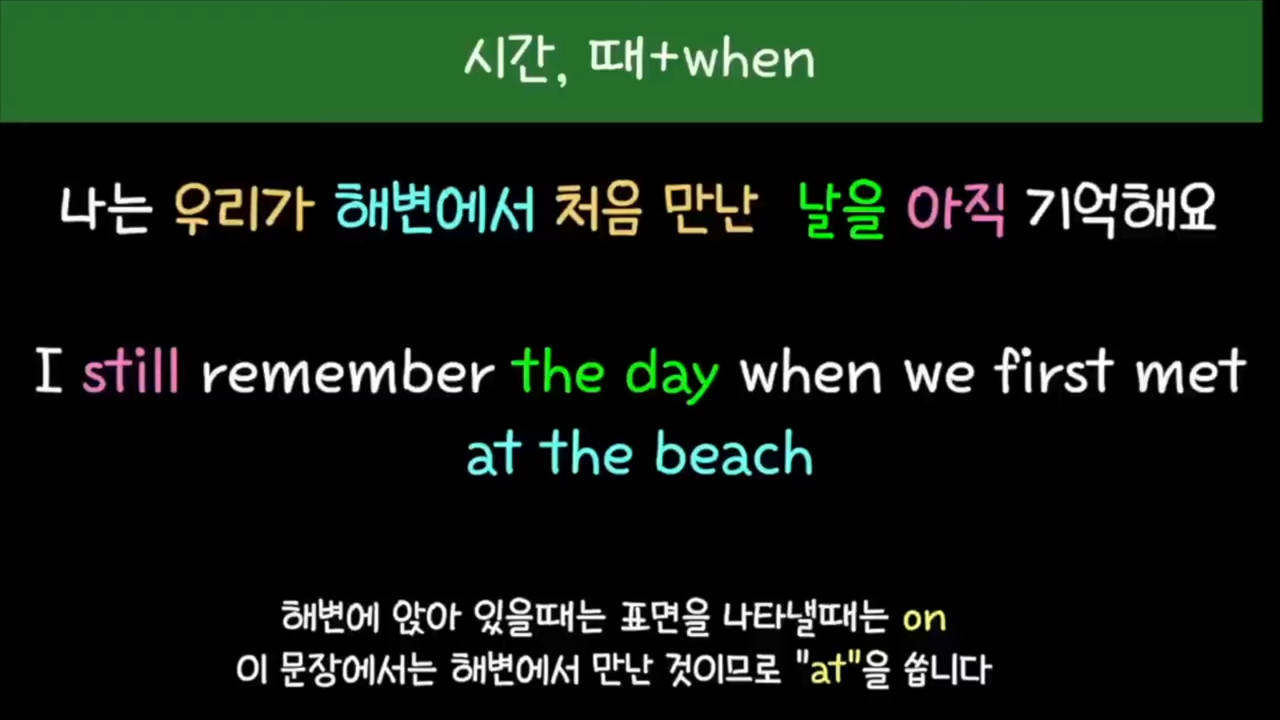 시간, 때+when
나는 우리가 해변에서 처음 만난 날을 아직 기억해요
I still remember the day when we first met
at the beach
해변에 앉아 있을때는 표면을 나타낼때는 on
이 문장에서는 해변에서 만난 것이므로 "at"을 씁니다